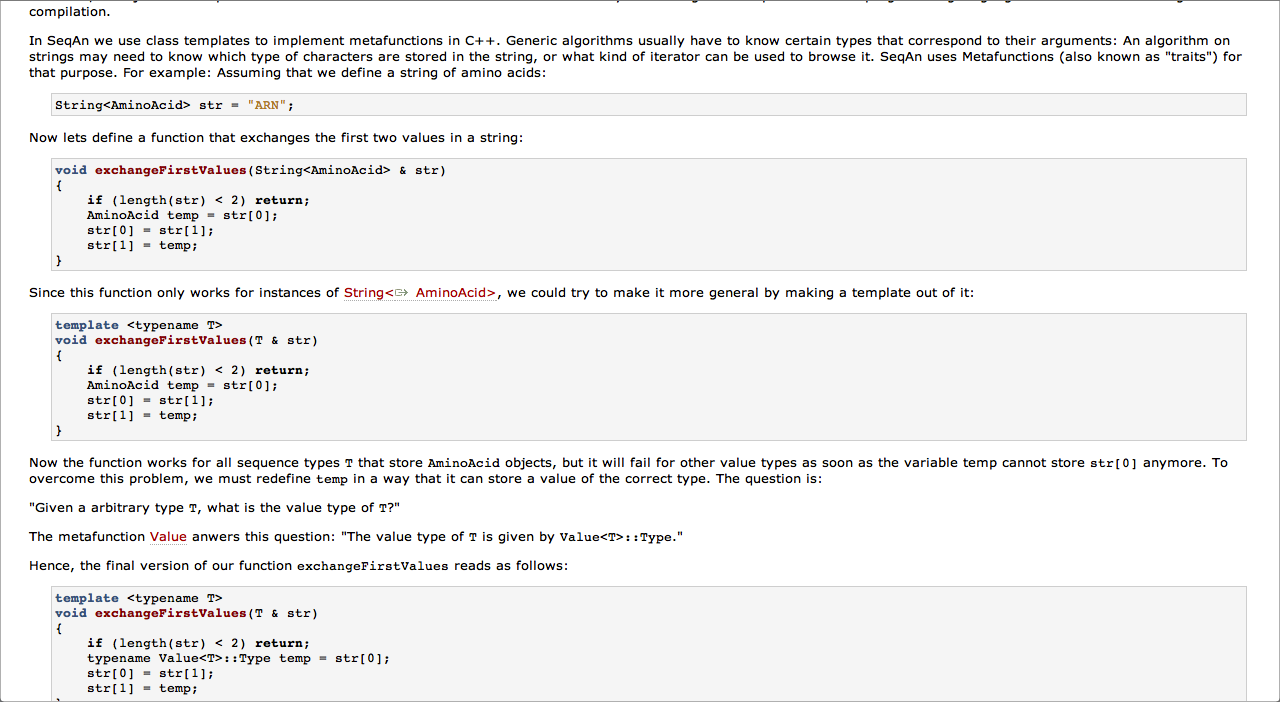 compilation.
In SeqAn we use class templates to implement metafunctions in C++. Generic algorithms usually have to know certain types that correspond to their arguments: An algorithm on
strings may need to know which type of characters are stored in the string, or what kind of iterator can be used to browse it. SeqAn uses Metafunctions (also known as "traits") for
that purpose. For example: Assuming that we define a string of amino acids:
String<AminoAcid> str = "ARN";
Now lets define a function that exchanges the first two values in a string:
void exchangeFirstValues(String<AminoAcid> & str)
{
    if (length(str) < 2) return;
    AminoAcid temp = str[0];
    str[0] = str[1];
    str[1] = temp;
}
Since this function only works for instances of String< AminoAcid>, we could try to make it more general by making a template out of it:
template <typename T>
void exchangeFirstValues(T & str)
{
    if (length(str) < 2) return;
    AminoAcid temp = str[0];
    str[0] = str[1];
    str[1] = temp;
}
Now the function works for all sequence types T that store AminoAcid objects, but it will fail for other value types as soon as the variable temp cannot store str[0] anymore. To
overcome this problem, we must redefine temp in a way that it can store a value of the correct type. The question is:
"Given a arbitrary type T, what is the value type of T?"
The metafunction Value anwers this question: "The value type of T is given by Value<T>::Type."
Hence, the final version of our function exchangeFirstValues reads as follows:
template <typename T>
void exchangeFirstValues(T & str)
{
    if (length(str) < 2) return;
    typename Value<T>::Type temp = str[0];
    str[0] = str[1];
    str[1] = temp;